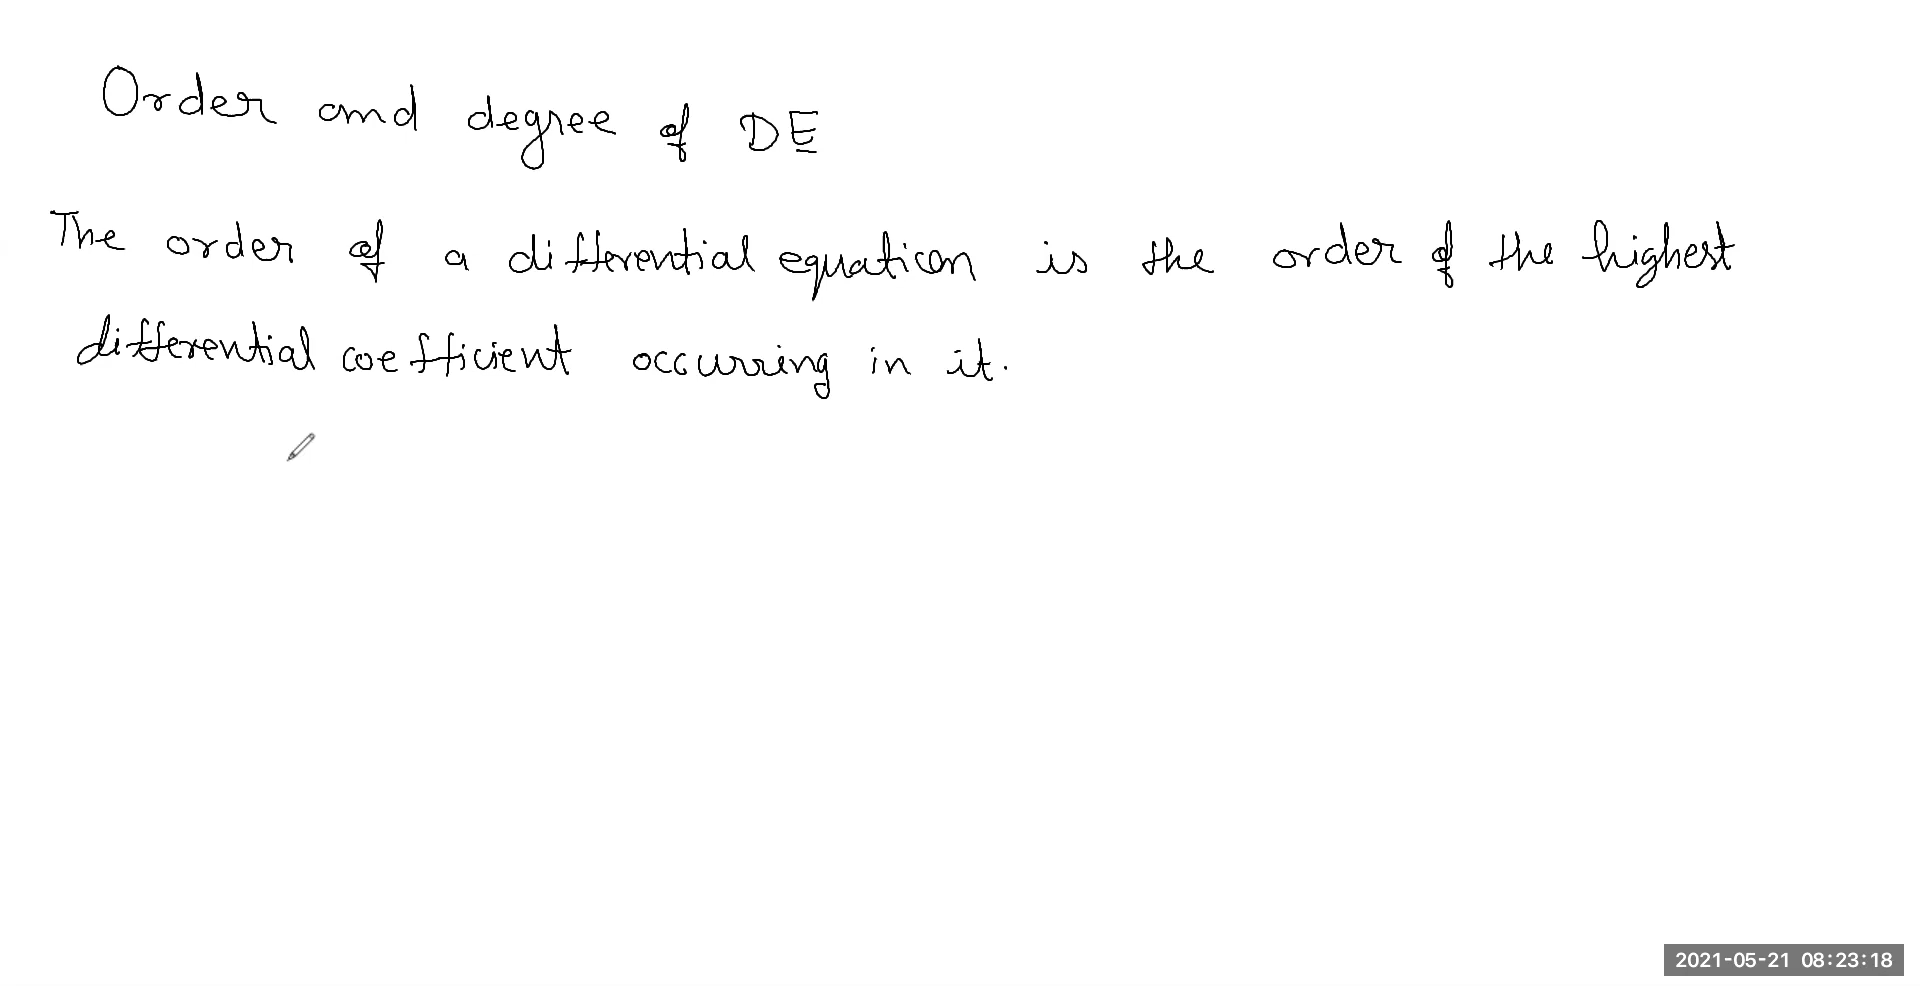 Order and degree of DE
The order of a differential equation is the order of the highest
differential coefficient occurring in it.
2021-05-21 08:23:18